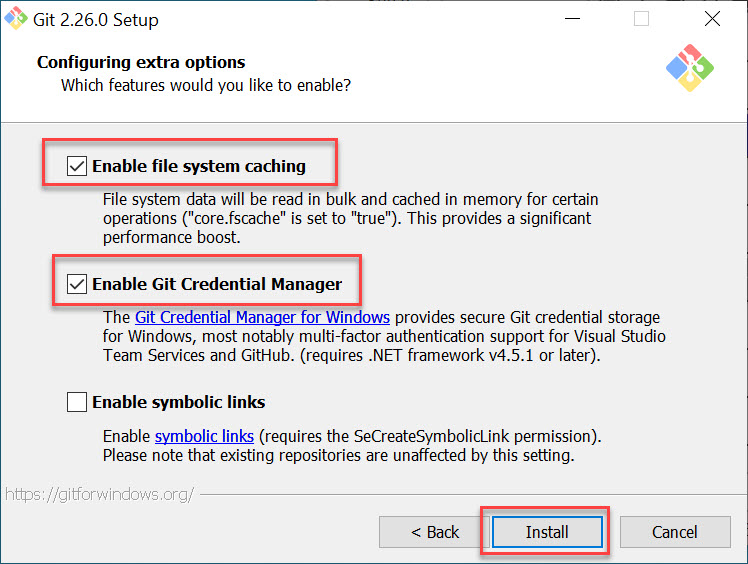 Git 2.26.0 Setup
Configuring extra options
Which features would you like to enable?
Enable file system caching
File system data will be read in bulk and cached in memory for certain
operations ("core.fscache" is set to "true"). This provides a significant
performance boost.
Enable Git Credential Manager
The Git Credential Manager for Windows provides secure Git credential storage
for Windows, most notably multi-factor authentication support for Visual Studio
Team Services and GitHub. (requires .NET framework v4.5.1 or later).
Enable symbolic links
Enable symbolic links (requires the SeCreateSymbolicLink permission).
Please note that existing repositories are unaffected by this setting.
https://gitforwindows.org/
< Back
Install
Cancel